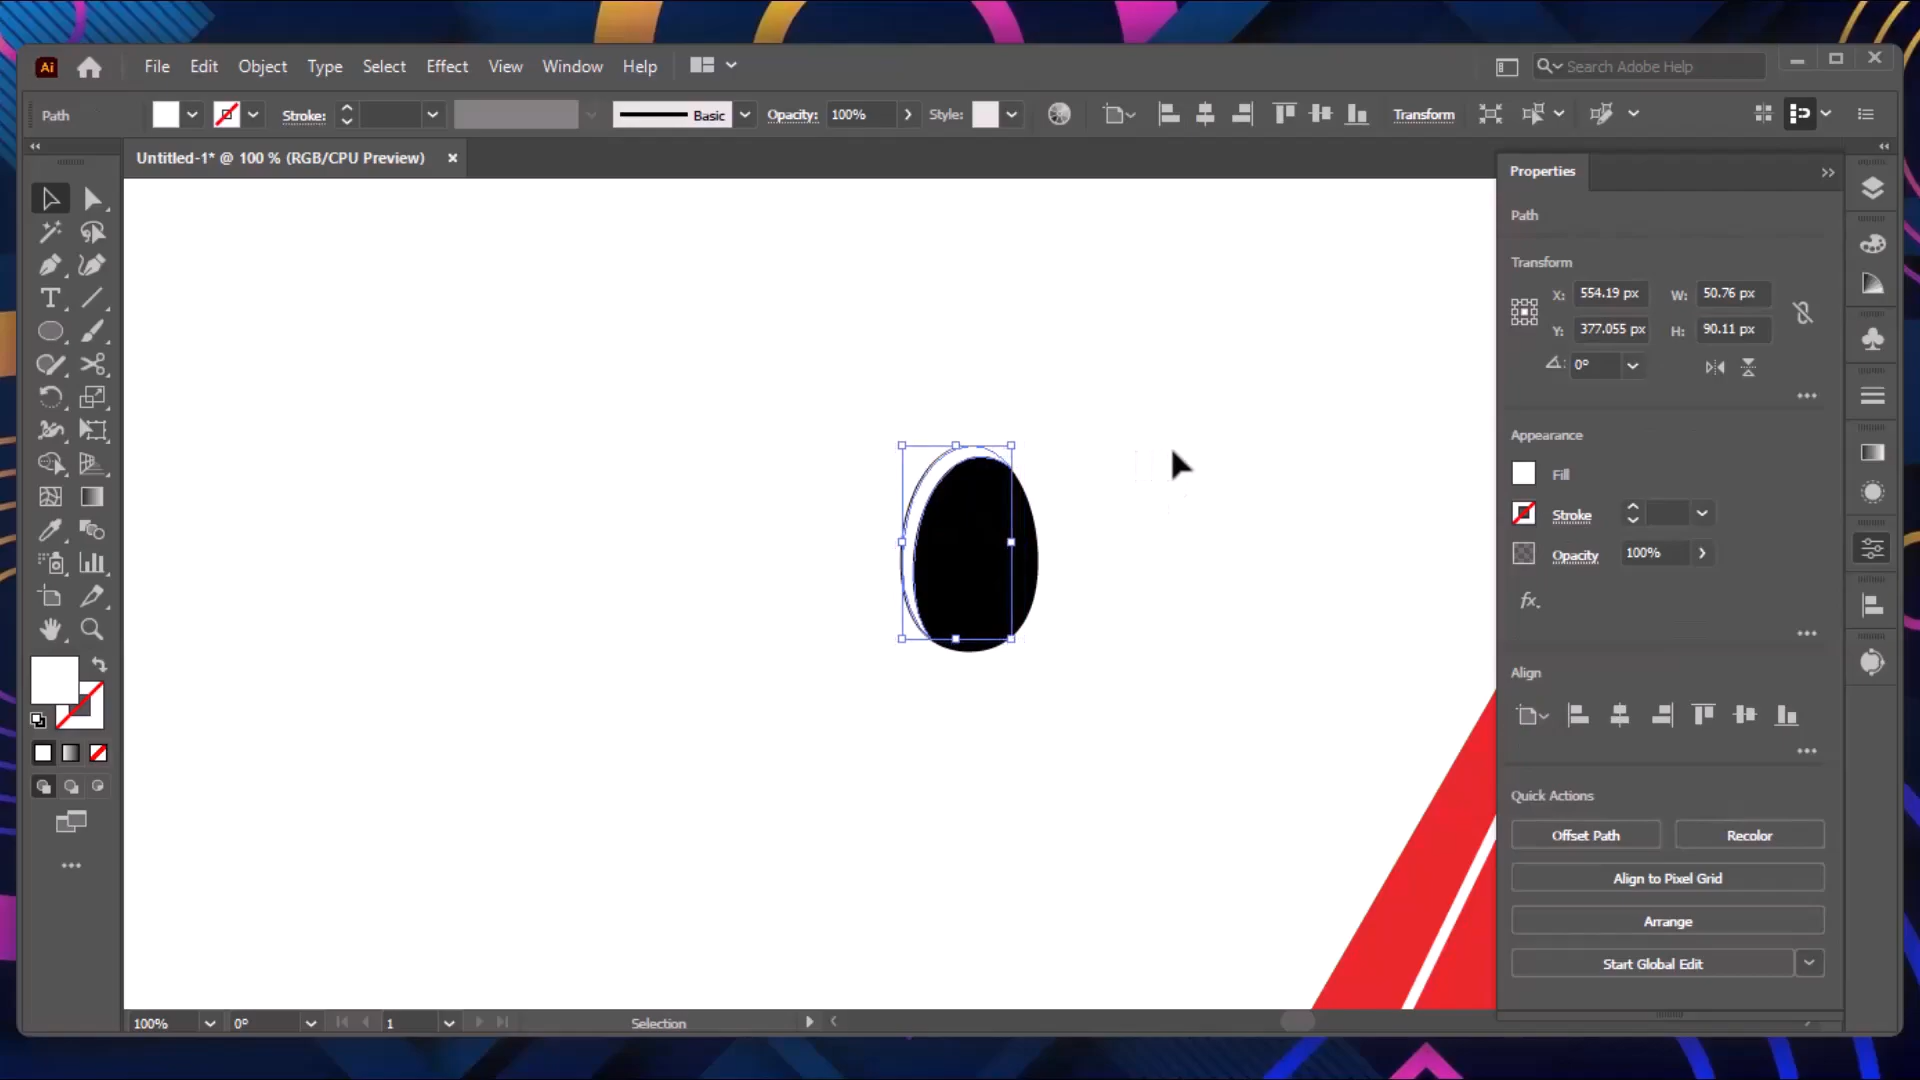 Ai File Edit Object Type Select Effect View Window Help Search Adobe Help
Path Stroke: Basic Opacity: 100% Style: Transform
Untitled-1* @ 100 % (RGB/CPU Preview)
Properties
Path
Transform
X: 554.19 px W: 50.76 px
Y: 377.055 px H: 90.11 px
0°
Appearance
Fill
Stroke
Opacity 100%
fx.
Align
Quick Actions
Offset Path Recolor
Align to Pixel Grid
Arrange
Start Global Edit
100% 0° 1 Selection